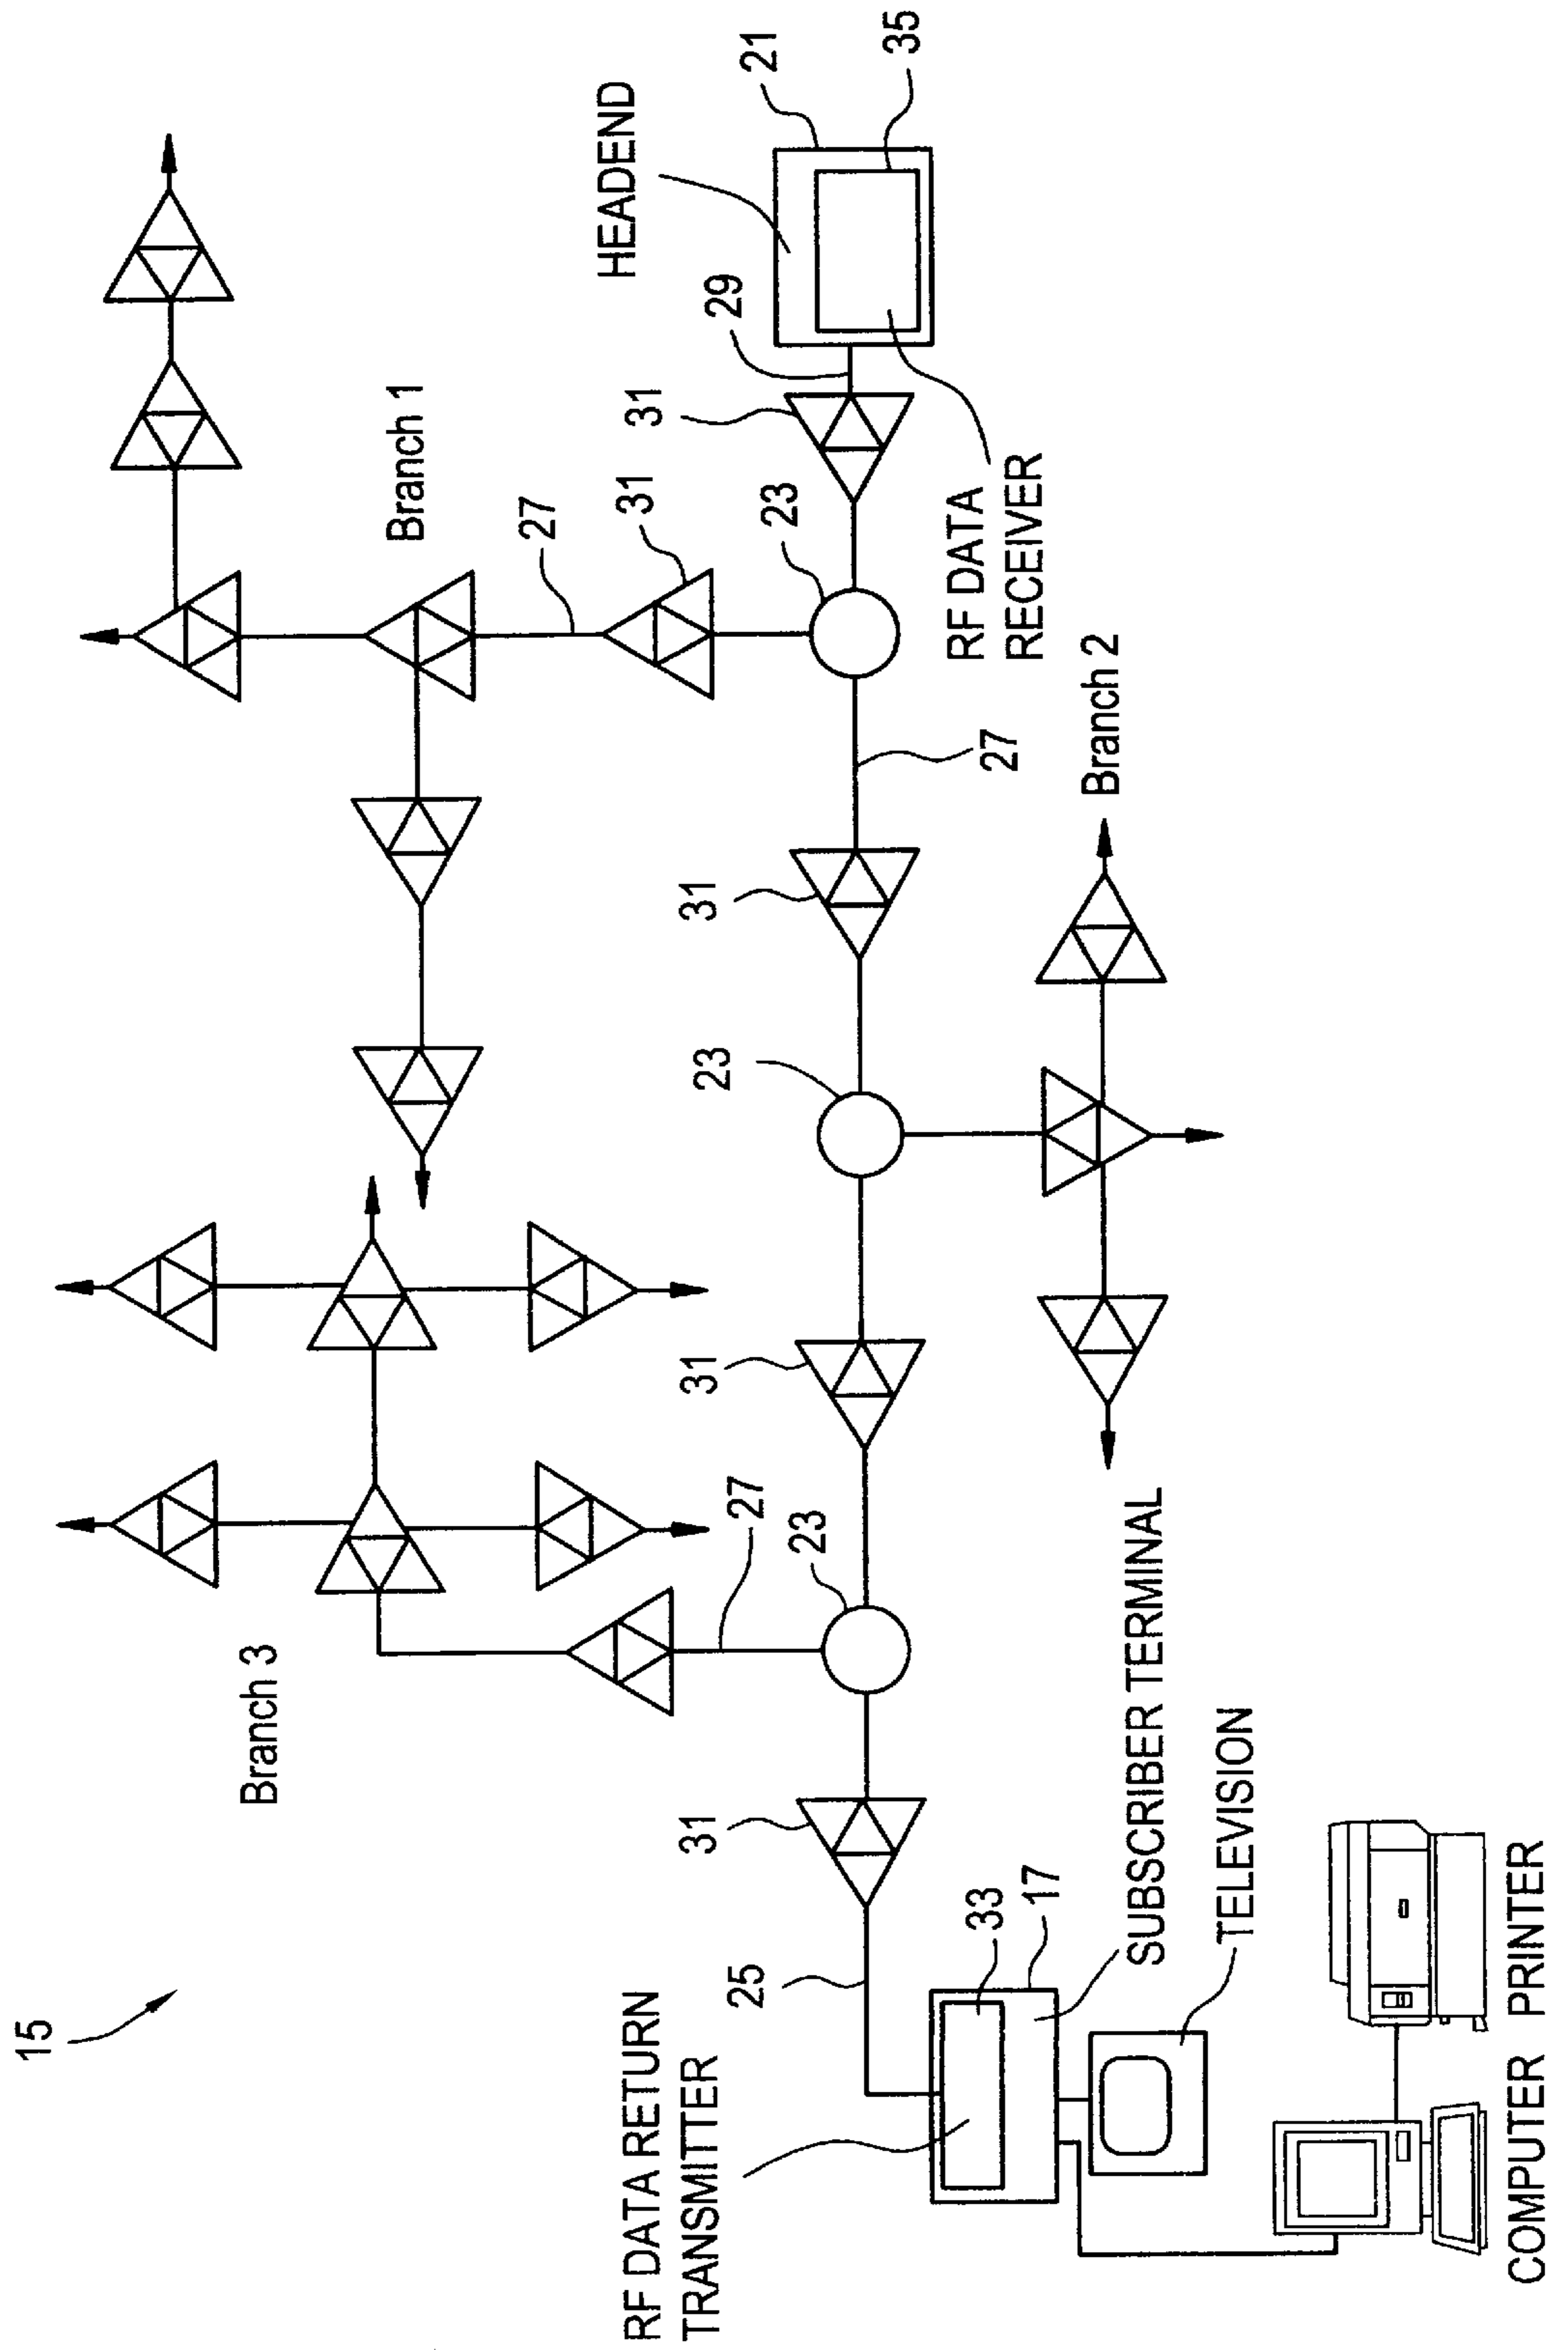 15
Branch 3
Branch 1
27
31
31
29
HEADEND
21
35
23
RF DATA
RECEIVER
27
31
23
31
Branch 2
27
23
31
25
RF DATA RETURN
TRANSMITTER
33
17
SUBSCRIBER TERMINAL
TELEVISION
COMPUTER
PRINTER